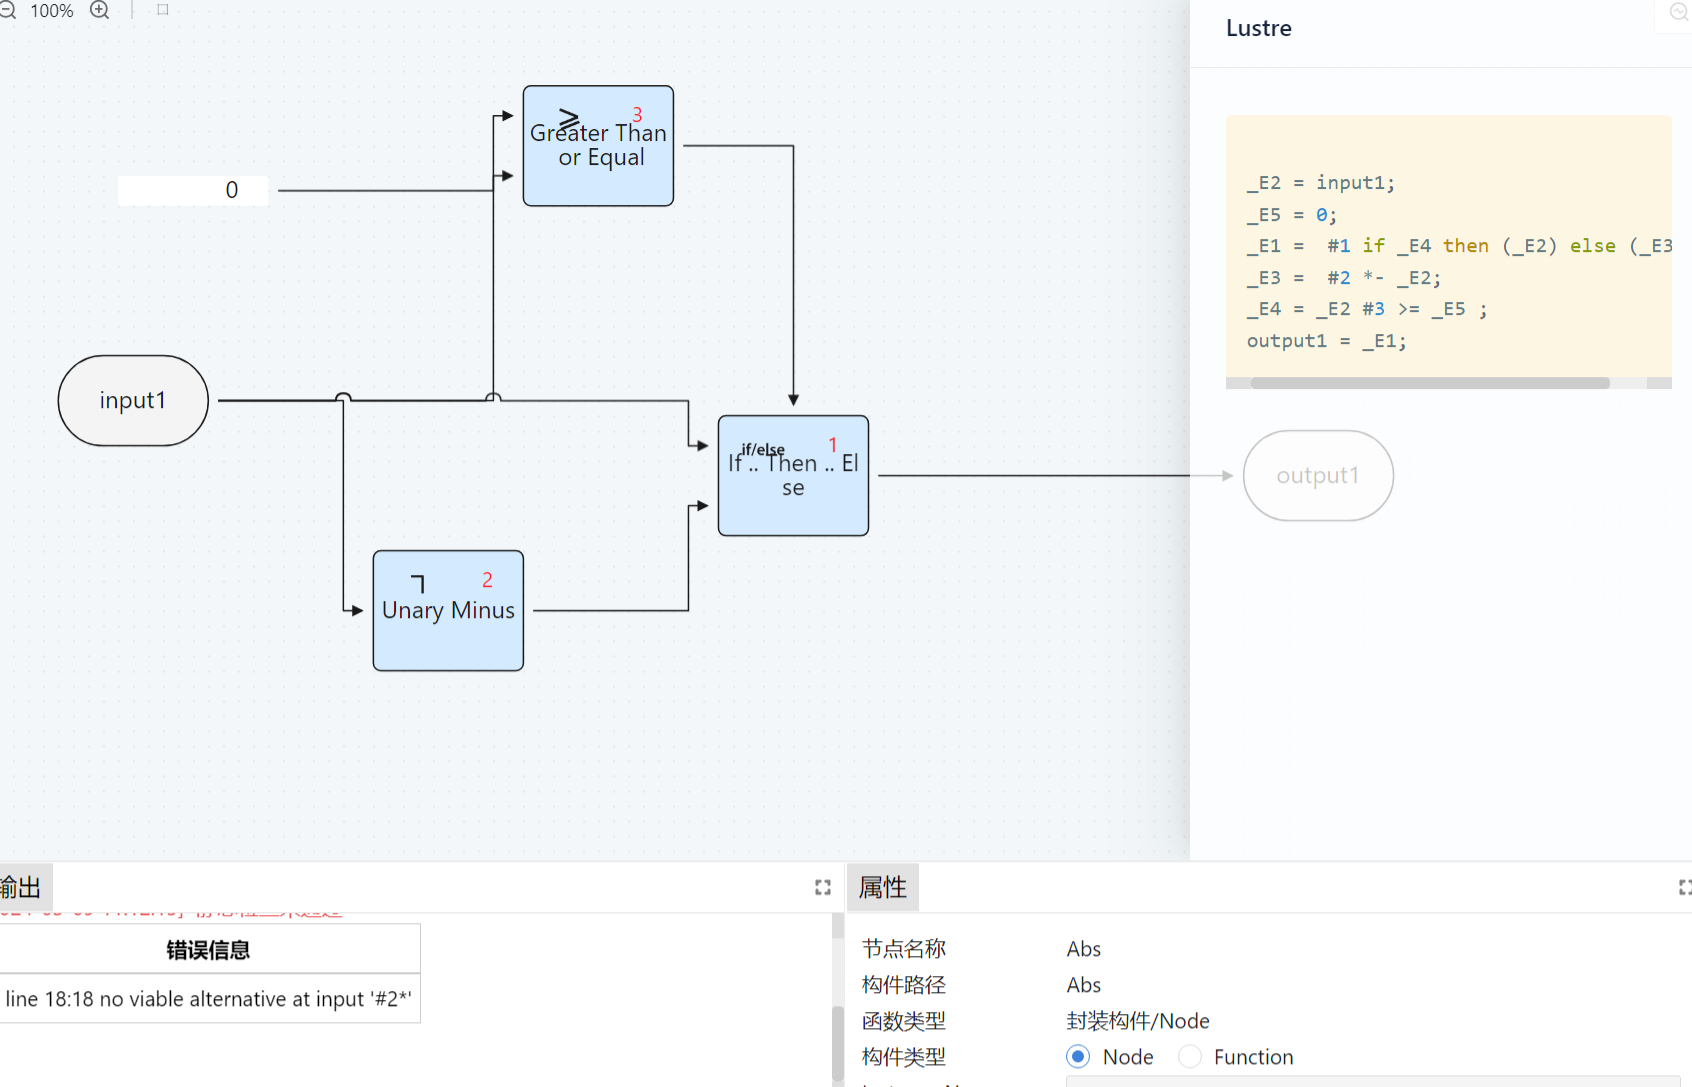 100%
Lustre
≥ 3
Greater Than
or Equal
0
_E2 = input1;
_E5 = 0;
_E1 =  #1 if _E4 then (_E2) else (_E3
_E3 =  #2 *- _E2;
_E4 = _E2 #3 >= _E5 ;
output1 = _E1;
input1
if/else 1
If .. Then .. El
se
output1
ㄱ 2
Unary Minus
输出
属性
错误信息
line 18:18 no viable alternative at input '#2*'
节点名称 Abs
构件路径 Abs
函数类型 封装构件/Node
构件类型 Node Function